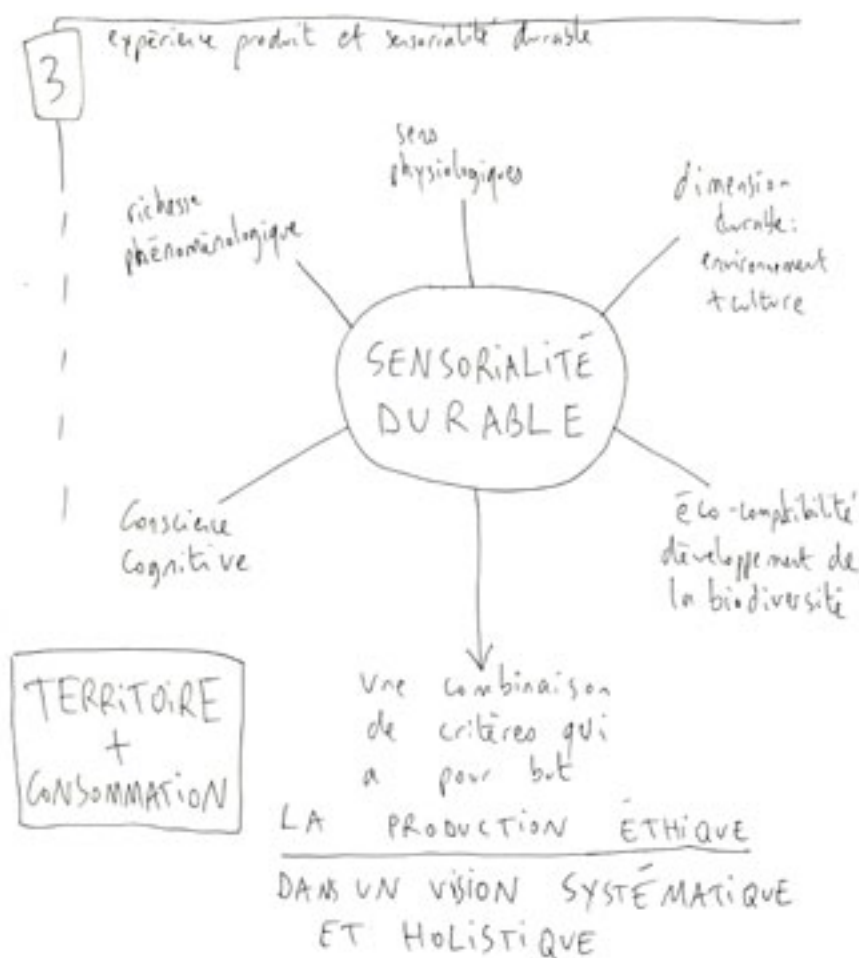 expérience produit et sensorialité durable
3
sens
physiologiques
richesse
phénoménologique
dimension
durable:
environnement
+ culture
SENSORIALITÉ
DURABLE
Conscience
Cognitive
éco-comptibilité
développement de
la biodiversité
TERRITOIRE
+
CONSOMMATION
une combinaison
de critères qui
a pour but
LA PRODUCTION ÉTHIQUE
DANS UN VISION SYSTÉMATIQUE
ET HOLISTIQUE